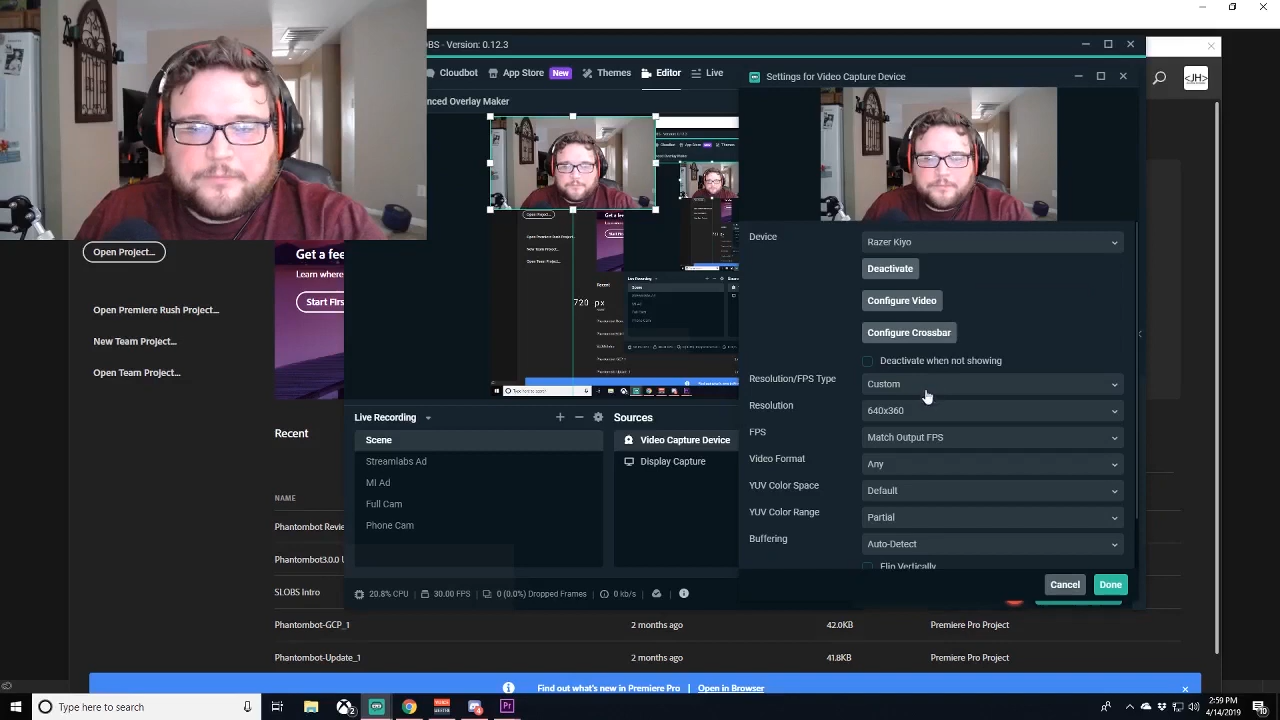 OBS - Version: 0.12.3
Cloudbot
App Store
New
Themes
Editor
Live
Settings for Video Capture Device
<JH>
nced Overlay Maker
Device
Razer Kiyo
Deactivate
Configure Video
Configure Crossbar
Deactivate when not showing
Resolution/FPS Type
Custom
Resolution
640x360
FPS
Match Output FPS
Video Format
Any
YUV Color Space
Default
YUV Color Range
Partial
Buffering
Auto-Detect
Flip Vertically
Cancel
Done
720 px
Open Project...
Open Premiere Rush Project...
New Team Project...
Open Team Project...
Get a fee
Learn where
Start Firs
Live Recording
Scene
Streamlabs Ad
MI Ad
Full Cam
Phone Cam
Sources
Video Capture Device
Display Capture
20.8% CPU
30.00 FPS
0 (0.0%) Dropped Frames
0 kb/s
Recent
NAME
Phantombot Revie
Phantombot3.0.0 U
SLOBS Intro
Phantombot-GCP_1
2 months ago
42.0KB
Premiere Pro Project
Phantombot-Update_1
2 months ago
41.8KB
Premiere Pro Project
Find out what's new in Premiere Pro | Open in Browser
Type here to search
2:59 PM
4/14/2019